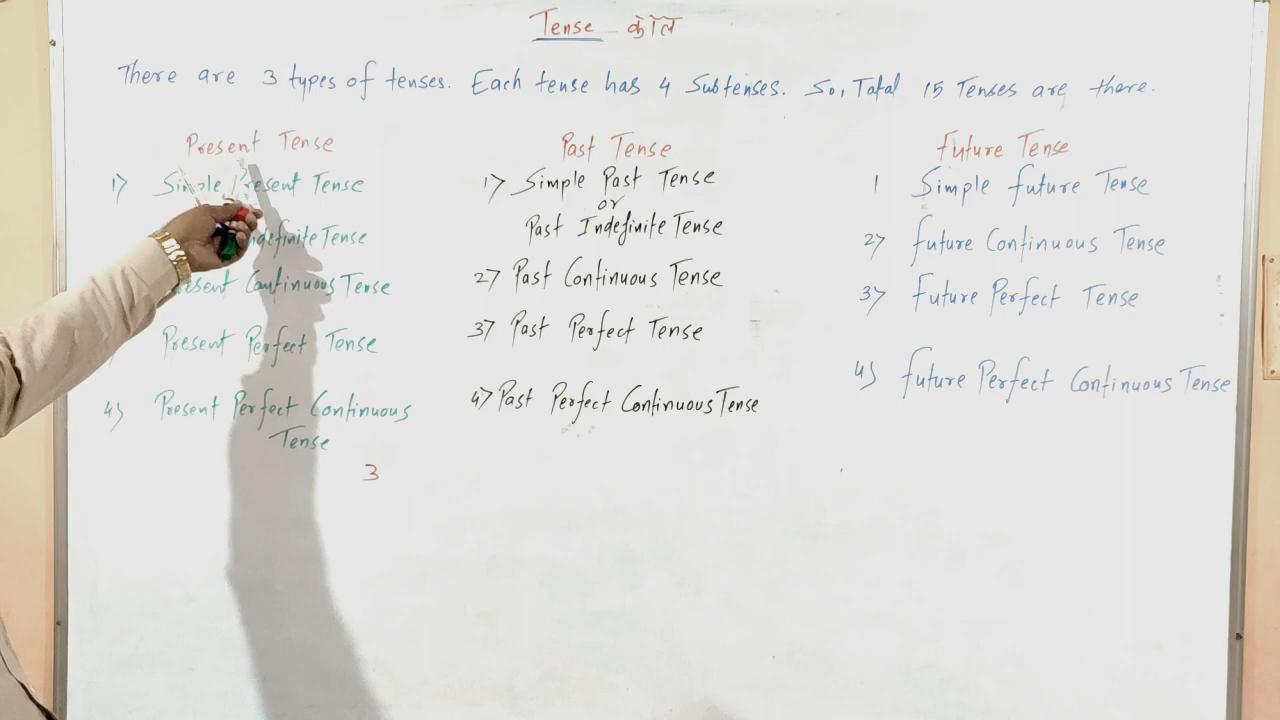 Tense काल
There are 3 types of tenses. Each tense has 4 Subtenses. So, Total 15 Tenses are there.
Present Tense
1) Simple Present Tense
Indefinite Tense
Present Continuous Tense
Present Perfect Tense
4) Present Perfect Continuous
Tense
3
Past Tense
1) Simple Past Tense
or
Past Indefinite Tense
2) Past Continuous Tense
3) Past Perfect Tense
4) Past Perfect Continuous Tense
Future Tense
1 Simple future Tense
2) future Continuous Tense
3) Future Perfect Tense
4) future Perfect Continuous Tense